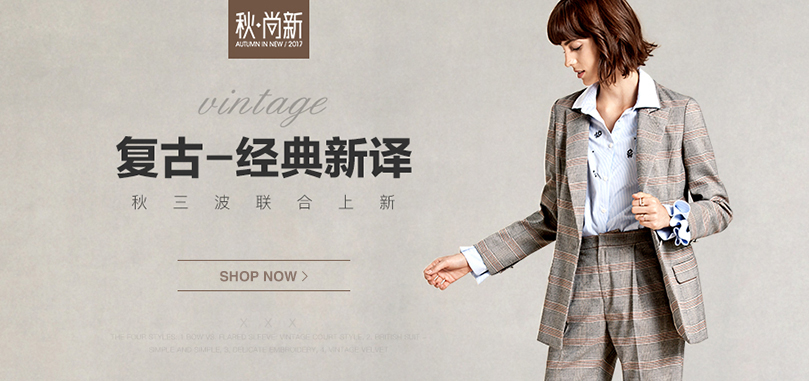 秋·尚新
AUTUMN IN NEW / 2017
vintage
复古-经典新译
秋三波联合上新
SHOP NOW >
X X X